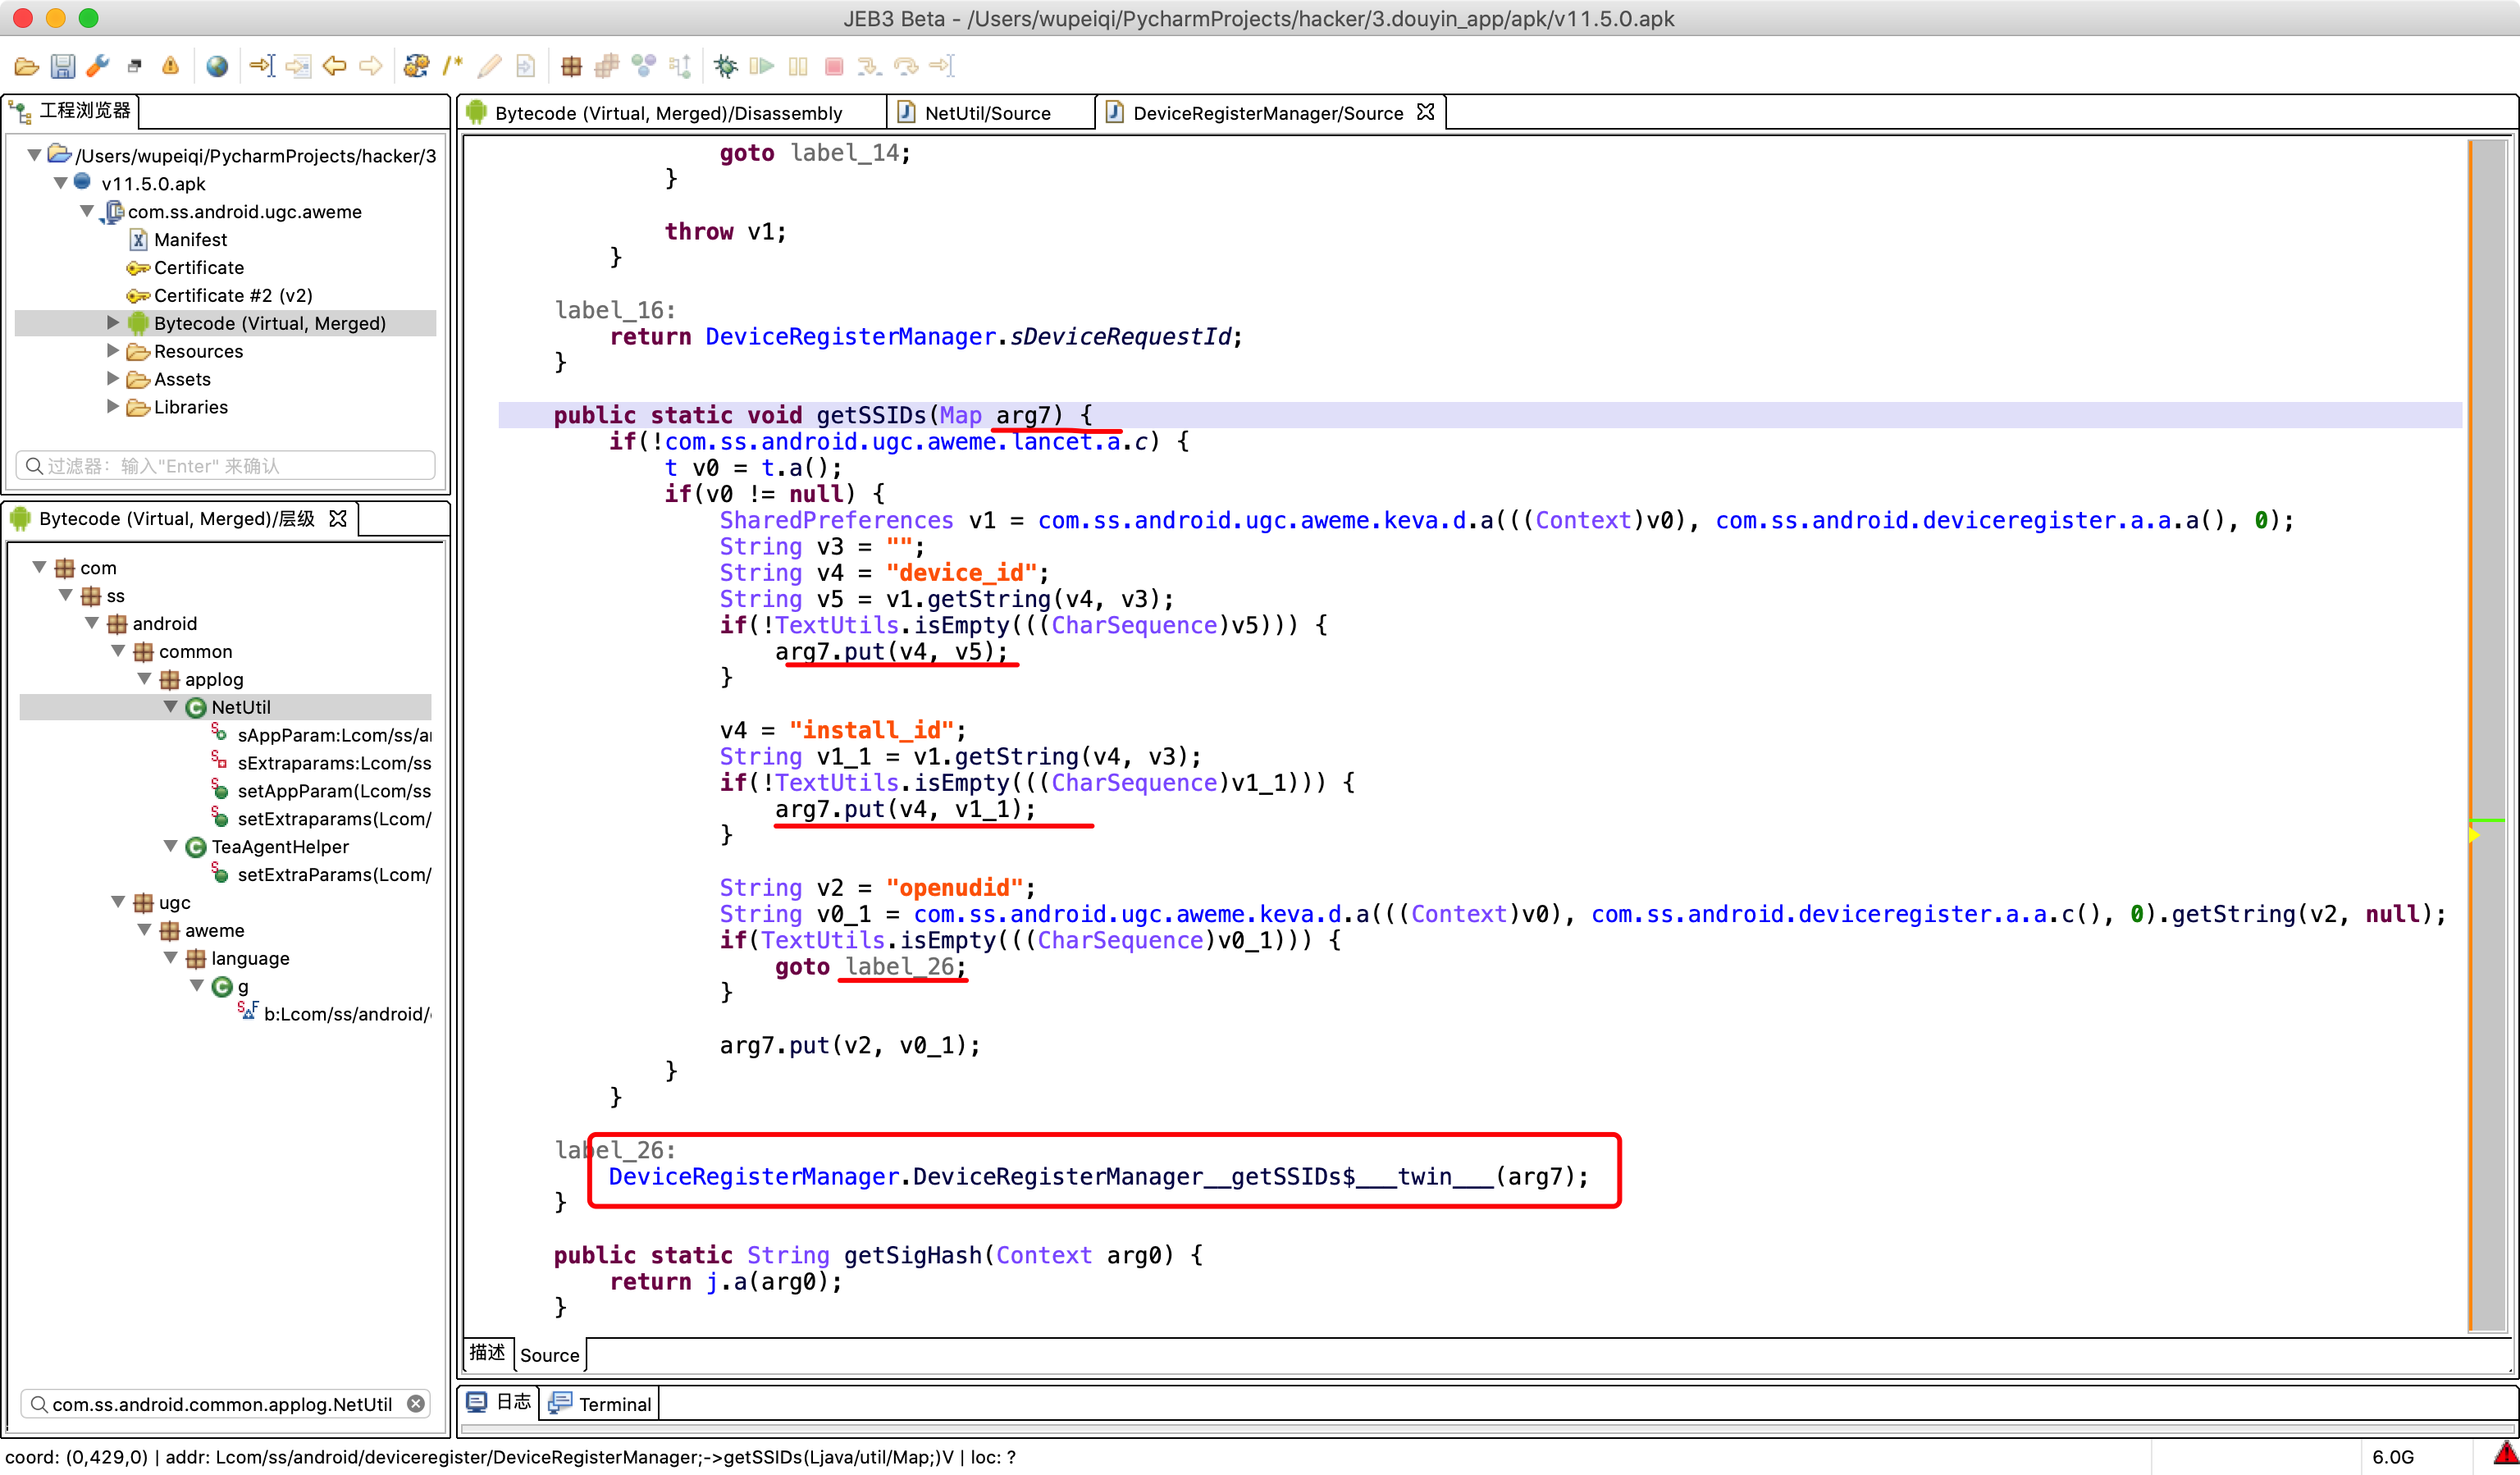 JEB3 Beta - /Users/wupeiqi/PycharmProjects/hacker/3.douyin_app/apk/v11.5.0.apk
工程浏览器
/Users/wupeiqi/PycharmProjects/hacker/3
v11.5.0.apk
com.ss.android.ugc.aweme
Manifest
Certificate
Certificate #2 (v2)
Bytecode (Virtual, Merged)
Resources
Assets
Libraries
过滤器：输入"Enter" 来确认
Bytecode (Virtual, Merged)/层级
com
ss
android
common
applog
NetUtil
sAppParam:Lcom/ss/a
sExtraparams:Lcom/ss
setAppParam(Lcom/ss
setExtraparams(Lcom/
TeaAgentHelper
setExtraParams(Lcom/
ugc
aweme
language
g
b:Lcom/ss/android/
com.ss.android.common.applog.NetUtil
Bytecode (Virtual, Merged)/Disassembly
NetUtil/Source
DeviceRegisterManager/Source
goto label_14;
}
throw v1;
}
label_16:
return DeviceRegisterManager.sDeviceRequestId;
}
public static void getSSIDs(Map arg7) {
if(!com.ss.android.ugc.aweme.lancet.a.c) {
t v0 = t.a();
if(v0 != null) {
SharedPreferences v1 = com.ss.android.ugc.aweme.keva.d.a(((Context)v0), com.ss.android.deviceregister.a.a.a(), 0);
String v3 = "";
String v4 = "device_id";
String v5 = v1.getString(v4, v3);
if(!TextUtils.isEmpty(((CharSequence)v5))) {
arg7.put(v4, v5);
}
v4 = "install_id";
String v1_1 = v1.getString(v4, v3);
if(!TextUtils.isEmpty(((CharSequence)v1_1))) {
arg7.put(v4, v1_1);
}
String v2 = "openudid";
String v0_1 = com.ss.android.ugc.aweme.keva.d.a(((Context)v0), com.ss.android.deviceregister.a.a.c(), 0).getString(v2, null);
if(TextUtils.isEmpty(((CharSequence)v0_1))) {
goto label_26;
}
arg7.put(v2, v0_1);
}
}
label_26:
DeviceRegisterManager.DeviceRegisterManager__getSSIDs$___twin___(arg7);
}
public static String getSigHash(Context arg0) {
return j.a(arg0);
}
描述
Source
日志
Terminal
coord: (0,429,0) | addr: Lcom/ss/android/deviceregister/DeviceRegisterManager;->getSSIDs(Ljava/util/Map;)V | loc: ?
6.0G